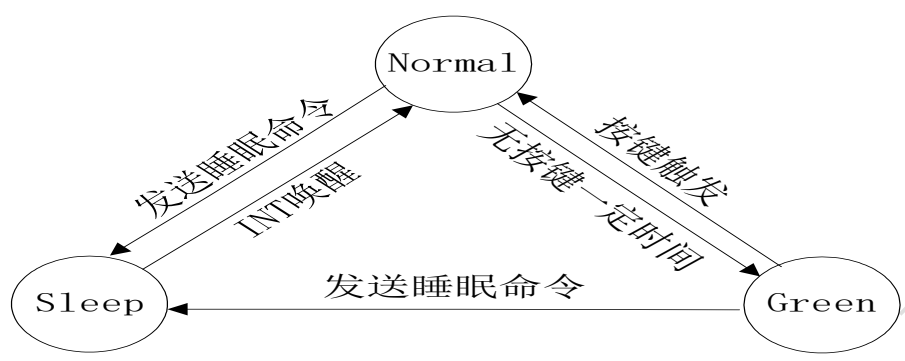 Normal
发送睡眠命令
INT唤醒
无按键一定时间
按键触发
发送睡眠命令
Sleep
Green